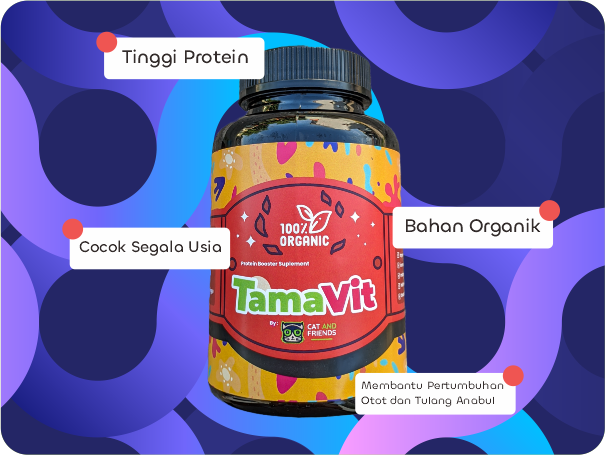 Tinggi Protein
100%
ORGANIC
Bahan Organik
Cocok Segala Usia
Protein Booster Suplement
TamaVit
By:
CAT AND
FRIENDS
Membantu Pertumbuhan
Otot dan Tulang Anabul